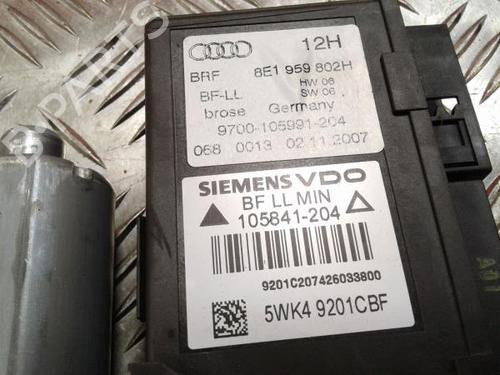 12H
BRF 8E1 959 802H
HW 06
BF-LL SW 06
brose Germany
9700-105991-204
068 0013 02.11.2007
SIEMENS VDO
BF LL MIN
105841-204
9201C207426033800
5WK4 9201CBF